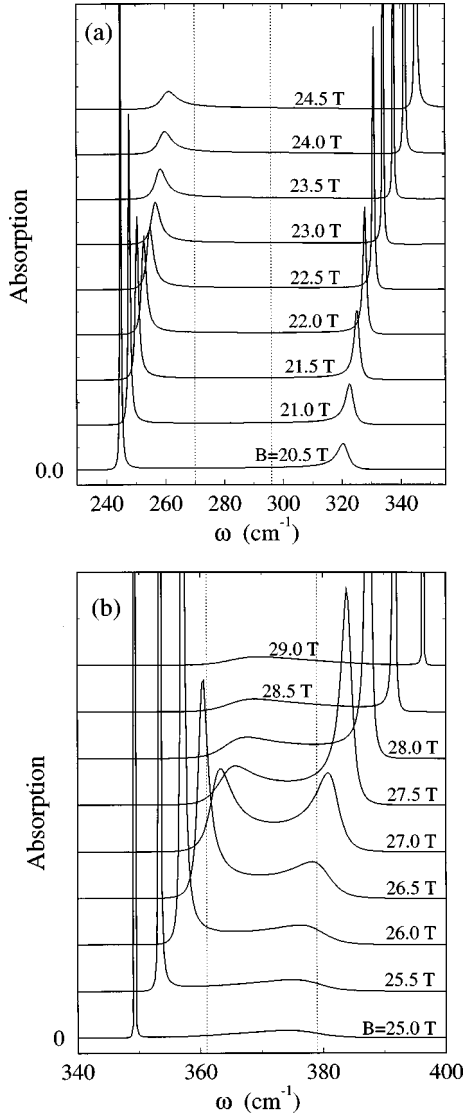 (a)
24.5 T
24.0 T
23.5 T
23.0 T
22.5 T
22.0 T
21.5 T
21.0 T
B=20.5 T
Absorption
0.0
240 260 280 300 320 340
ω (cm⁻¹)
(b)
29.0 T
28.5 T
28.0 T
27.5 T
27.0 T
26.5 T
26.0 T
25.5 T
B=25.0 T
Absorption
0
340 360 380 400
ω (cm⁻¹)